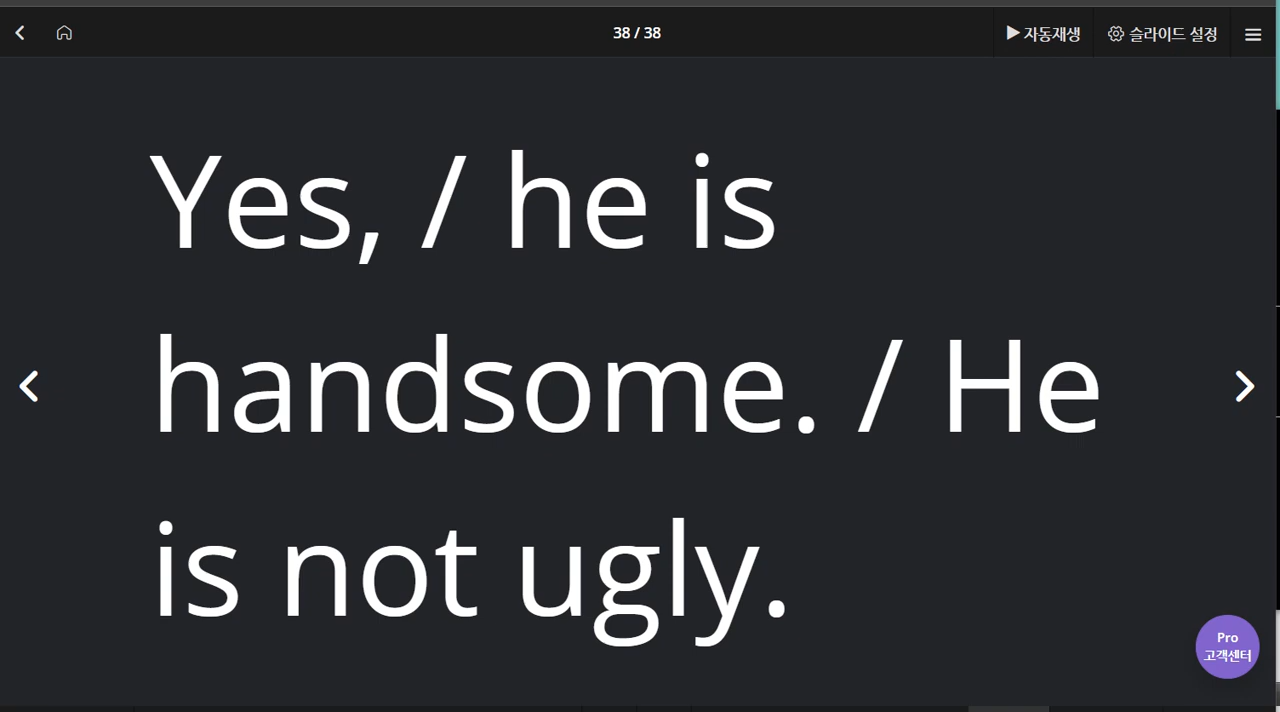 38 / 38
자동재생
슬라이드 설정
Yes, / he is
handsome. / He
is not ugly.
Pro
고객센터